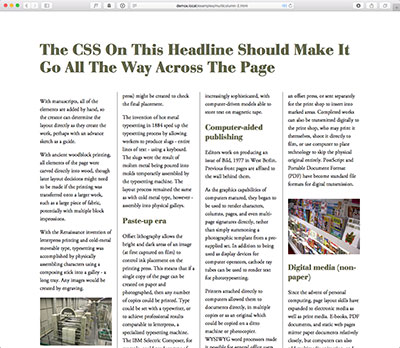 The CSS On This Headline Should Make It
Go All The Way Across The Page
With manuscripts, all of the elements
are added by hand, so
the creator can determine the
layout directly as they create the
work, perhaps with an advance
sketch as a guide.
With ancient woodblock printing,
all elements of the page were
carved directly into wood, though
later layout decisions might need
to be made if the printing was
transferred onto a larger work,
such as a large piece of fabric,
potentially with multiple block
impressions.
With the Renaissance invention of
letterpress printing and cold-metal
moveable type, typesetting was
accomplished by physically
assembling characters using a
composing stick into a galley - a
long tray. Any images would be
created by engraving.
press) might be created to check
the final placement.
The invention of hot metal
typesetting in 1884 sped up the
typesetting process by allowing
workers to produce slugs - entire
lines of text - using a keyboard.
The slugs were the result of
molten metal being poured into
molds temporarily assembled by
the typesetting machine. The
layout process remained the same
as with cold metal type, however -
assembly into physical galleys.
Paste-up era
Offset lithography allows the
bright and dark areas of an image
(at first captured on film) to
control ink placement on the
printing press. This means that if a
single copy of the page can be
created on paper and
photographed, then any number
of copies could be printed. Type
could be set with a typewriter, or
to achieve professional results
comparable to letterpress, a
specialized typesetting machine.
The IBM Selectric Composer, for
increasingly sophisticated, with
computer-driven models able to
store text on magnetic tape.
Computer-aided
publishing
Editors work on producing an
issue of Bild, 1977 in West Berlin.
Previous front pages are affixed to
the wall behind them.
As the graphics capabilities of
computers matured, they began to
be used to render characters,
columns, pages, and even multi-
page signatures directly, rather
than simply summoning a
photographic template from a pre-
supplied set. In addition to being
used as display devices for
computer operators, cathode ray
tubes can be used to render text
for phototypesetting.
Printers attached directly to
computers allowed them to
documents directly, in multiple
copies or as an original which
could be copied on a ditto
machine or photocopier.
WYSIWYG word processors made
it possible for general office users
an offset press, or sent separately
for the print shop to insert into
marked areas. Completed works
can also be transmitted digitally to
the print shop, who may print it
themselves, shoot it directly to
film, or use computer to plate
technology to skip the physical
original entirely. PostScript and
Portable Document Format
(PDF) have become standard file
formats for digital transmission.
Digital media (non-
paper)
Since the advent of personal
computing, page layout skills have
expanded to electronic media as
well as print media. E-books, PDF
documents, and static web pages
mirror paper documents relatively
closely, but computers can also